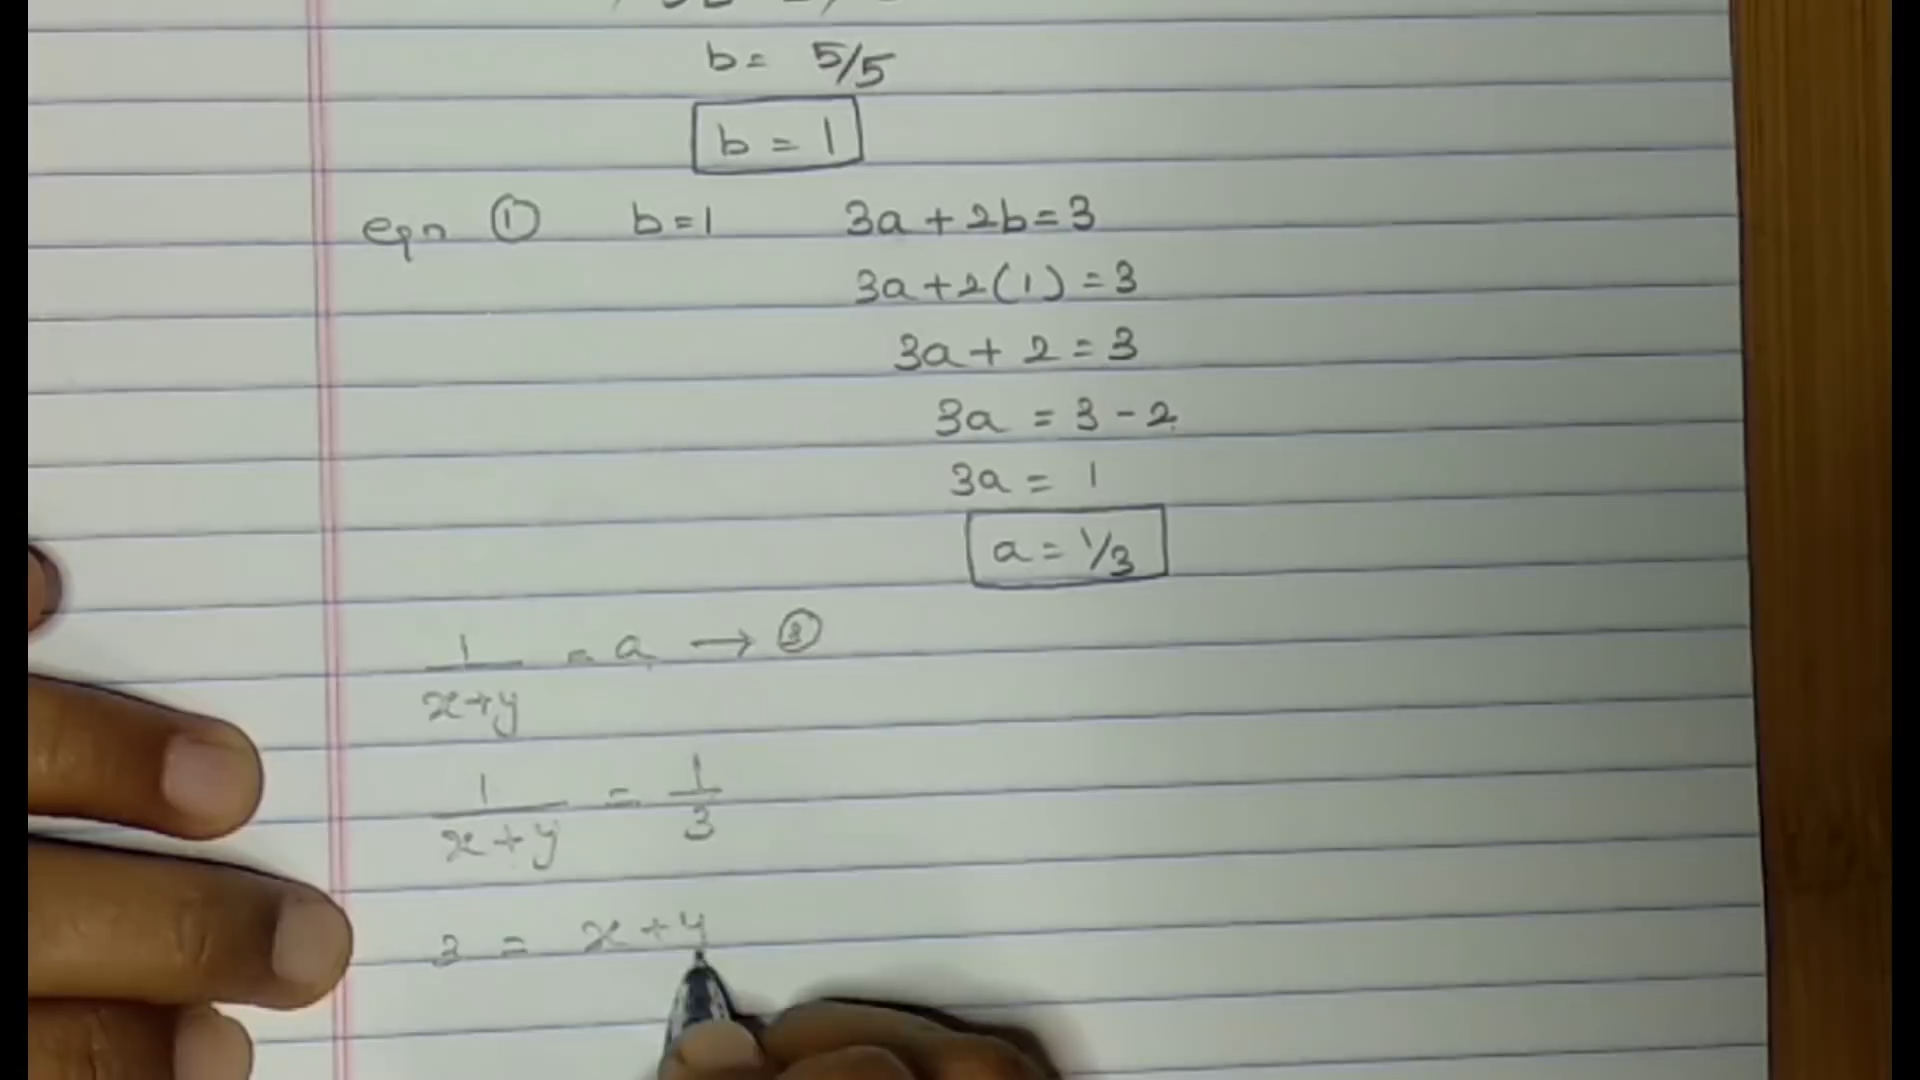 b = 5/5
b = 1
eqn ① b=1 3a + 2b = 3
3a + 2(1) = 3
3a + 2 = 3
3a = 3 - 2
3a = 1
a = 1/3
1/x+y = a → ③
1/x+y = 1/3
3 = x+y